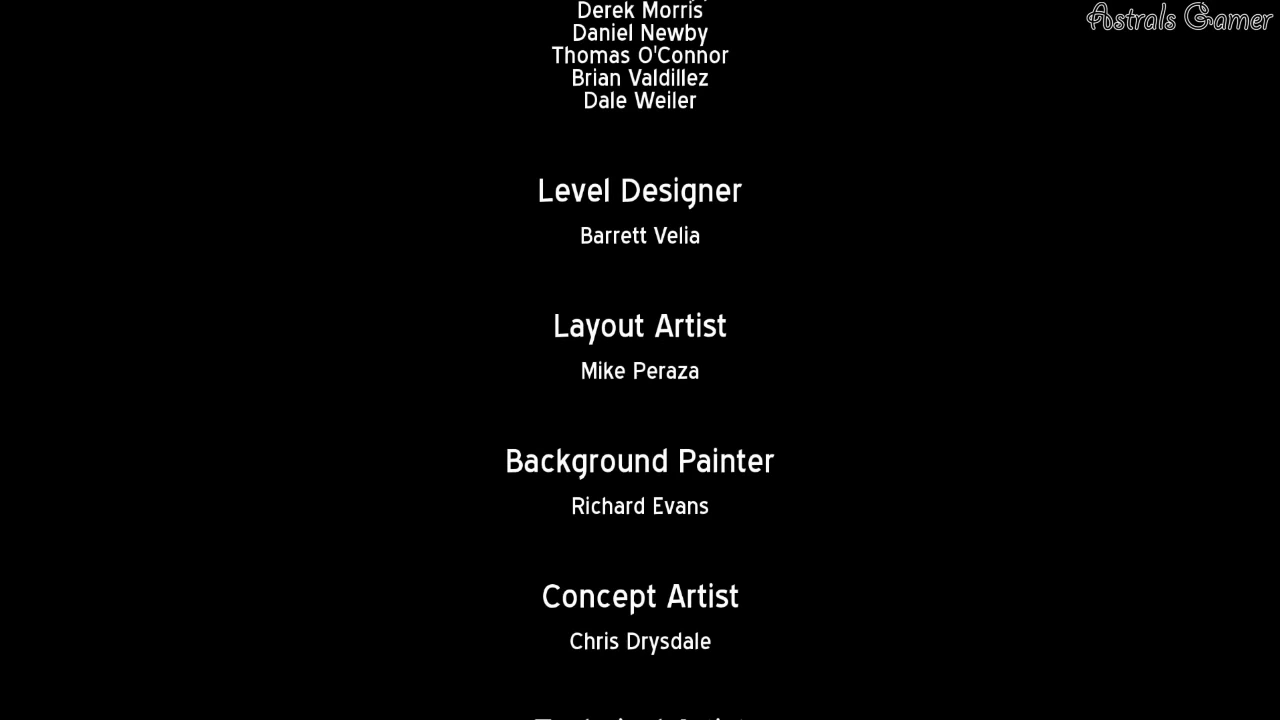 Astrals Gamer
Derek Morris
Daniel Newby
Thomas O'Connor
Brian Valdillez
Dale Weiler
Level Designer
Barrett Velia
Layout Artist
Mike Peraza
Background Painter
Richard Evans
Concept Artist
Chris Drysdale